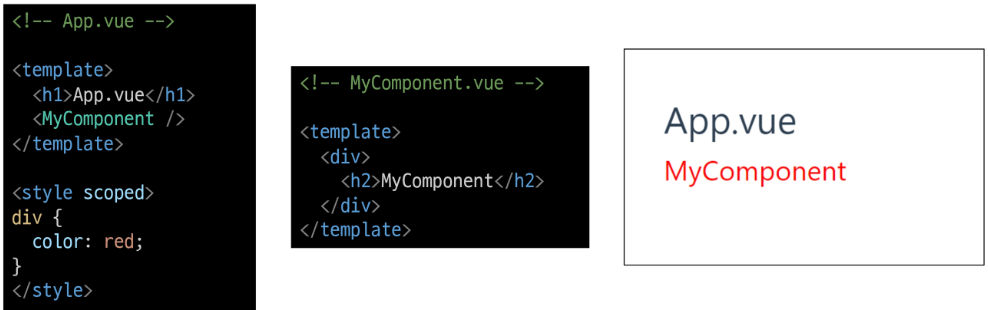 <!-- App.vue -->
<template>
  <h1>App.vue</h1>
  <MyComponent />
</template>
<style scoped>
div {
  color: red;
}
</style>
<!-- MyComponent.vue -->
<template>
  <div>
    <h2>MyComponent</h2>
  </div>
</template>
App.vue
MyComponent